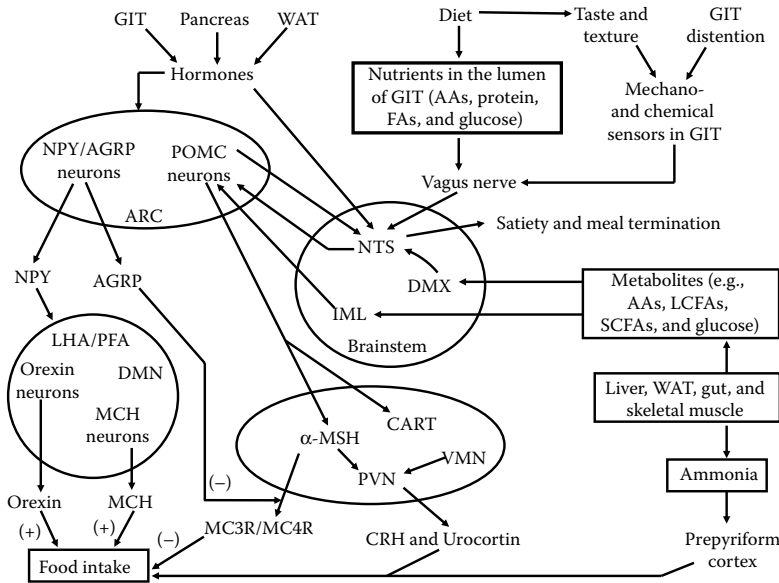 GIT
Pancreas
WAT
Hormones
Diet
Taste and
texture
GIT
distention
Nutrients in the lumen
of GIT (AAs, protein,
FAs, and glucose)
Mechano-
and chemical
sensors in GIT
Vagus nerve
NPY/AGRP
neurons
POMC
neurons
ARC
NTS
Satiety and meal termination
DMX
IML
Brainstem
Metabolites (e.g.,
AAs, LCFAs,
SCFAs, and glucose)
NPY
AGRP
LHA/PFA
Orexin
neurons
DMN
MCH
neurons
Liver, WAT, gut, and
skeletal muscle
CART
α-MSH
PVN
VMN
Ammonia
(–)
Orexin
MCH
(+)
(+)
(–)
MC3R/MC4R
CRH and Urocortin
Prepyriform
cortex
Food intake